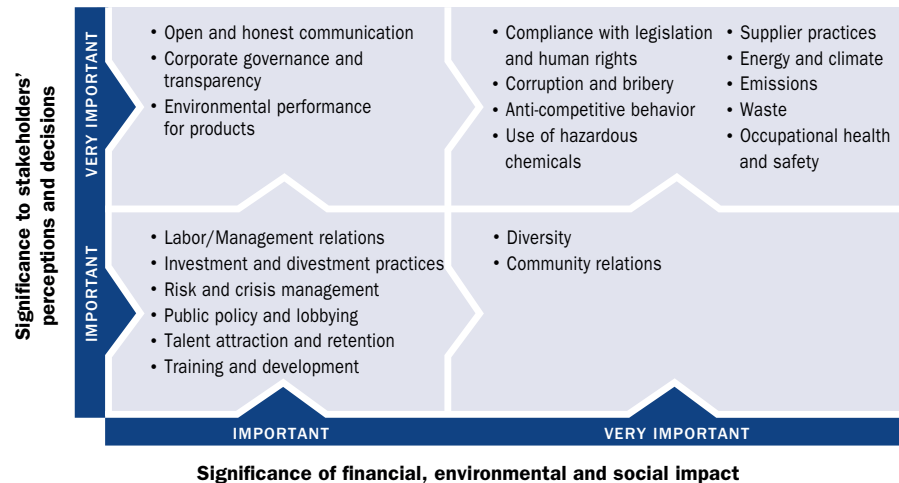 Significance to stakeholders'
perceptions and decisions
VERY IMPORTANT
• Open and honest communication
• Corporate governance and
transparency
• Environmental performance
for products
• Compliance with legislation
and human rights
• Corruption and bribery
• Anti-competitive behavior
• Use of hazardous
chemicals
• Supplier practices
• Energy and climate
• Emissions
• Waste
• Occupational health
and safety
IMPORTANT
• Labor/Management relations
• Investment and divestment practices
• Risk and crisis management
• Public policy and lobbying
• Talent attraction and retention
• Training and development
• Diversity
• Community relations
IMPORTANT
VERY IMPORTANT
Significance of financial, environmental and social impact